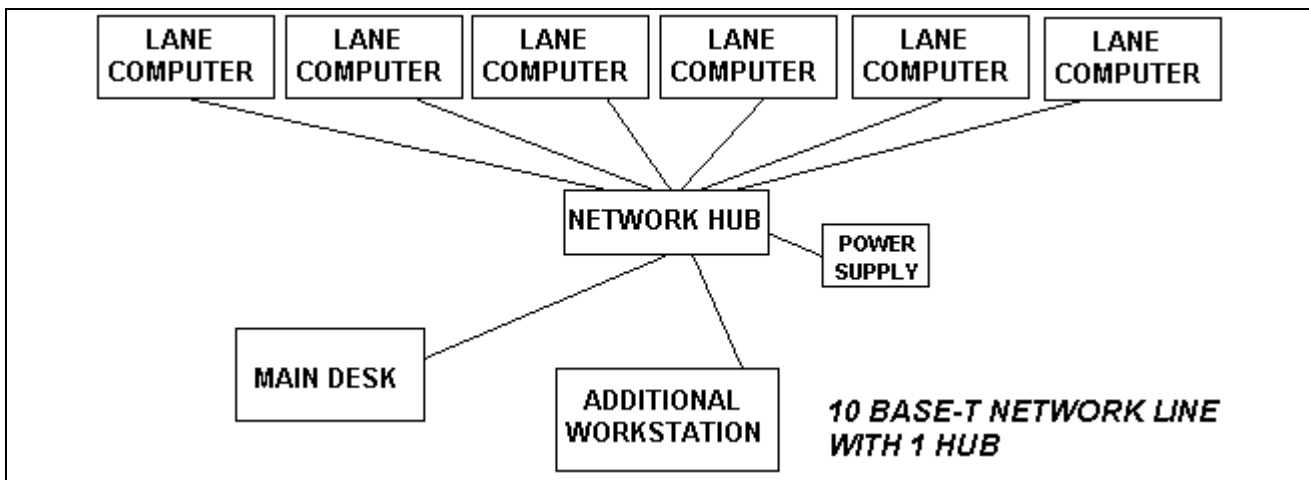 LANE
COMPUTER
LANE
COMPUTER
LANE
COMPUTER
LANE
COMPUTER
LANE
COMPUTER
LANE
COMPUTER
NETWORK HUB
POWER
SUPPLY
MAIN DESK
ADDITIONAL
WORKSTATION
10 BASE-T NETWORK LINE
WITH 1 HUB